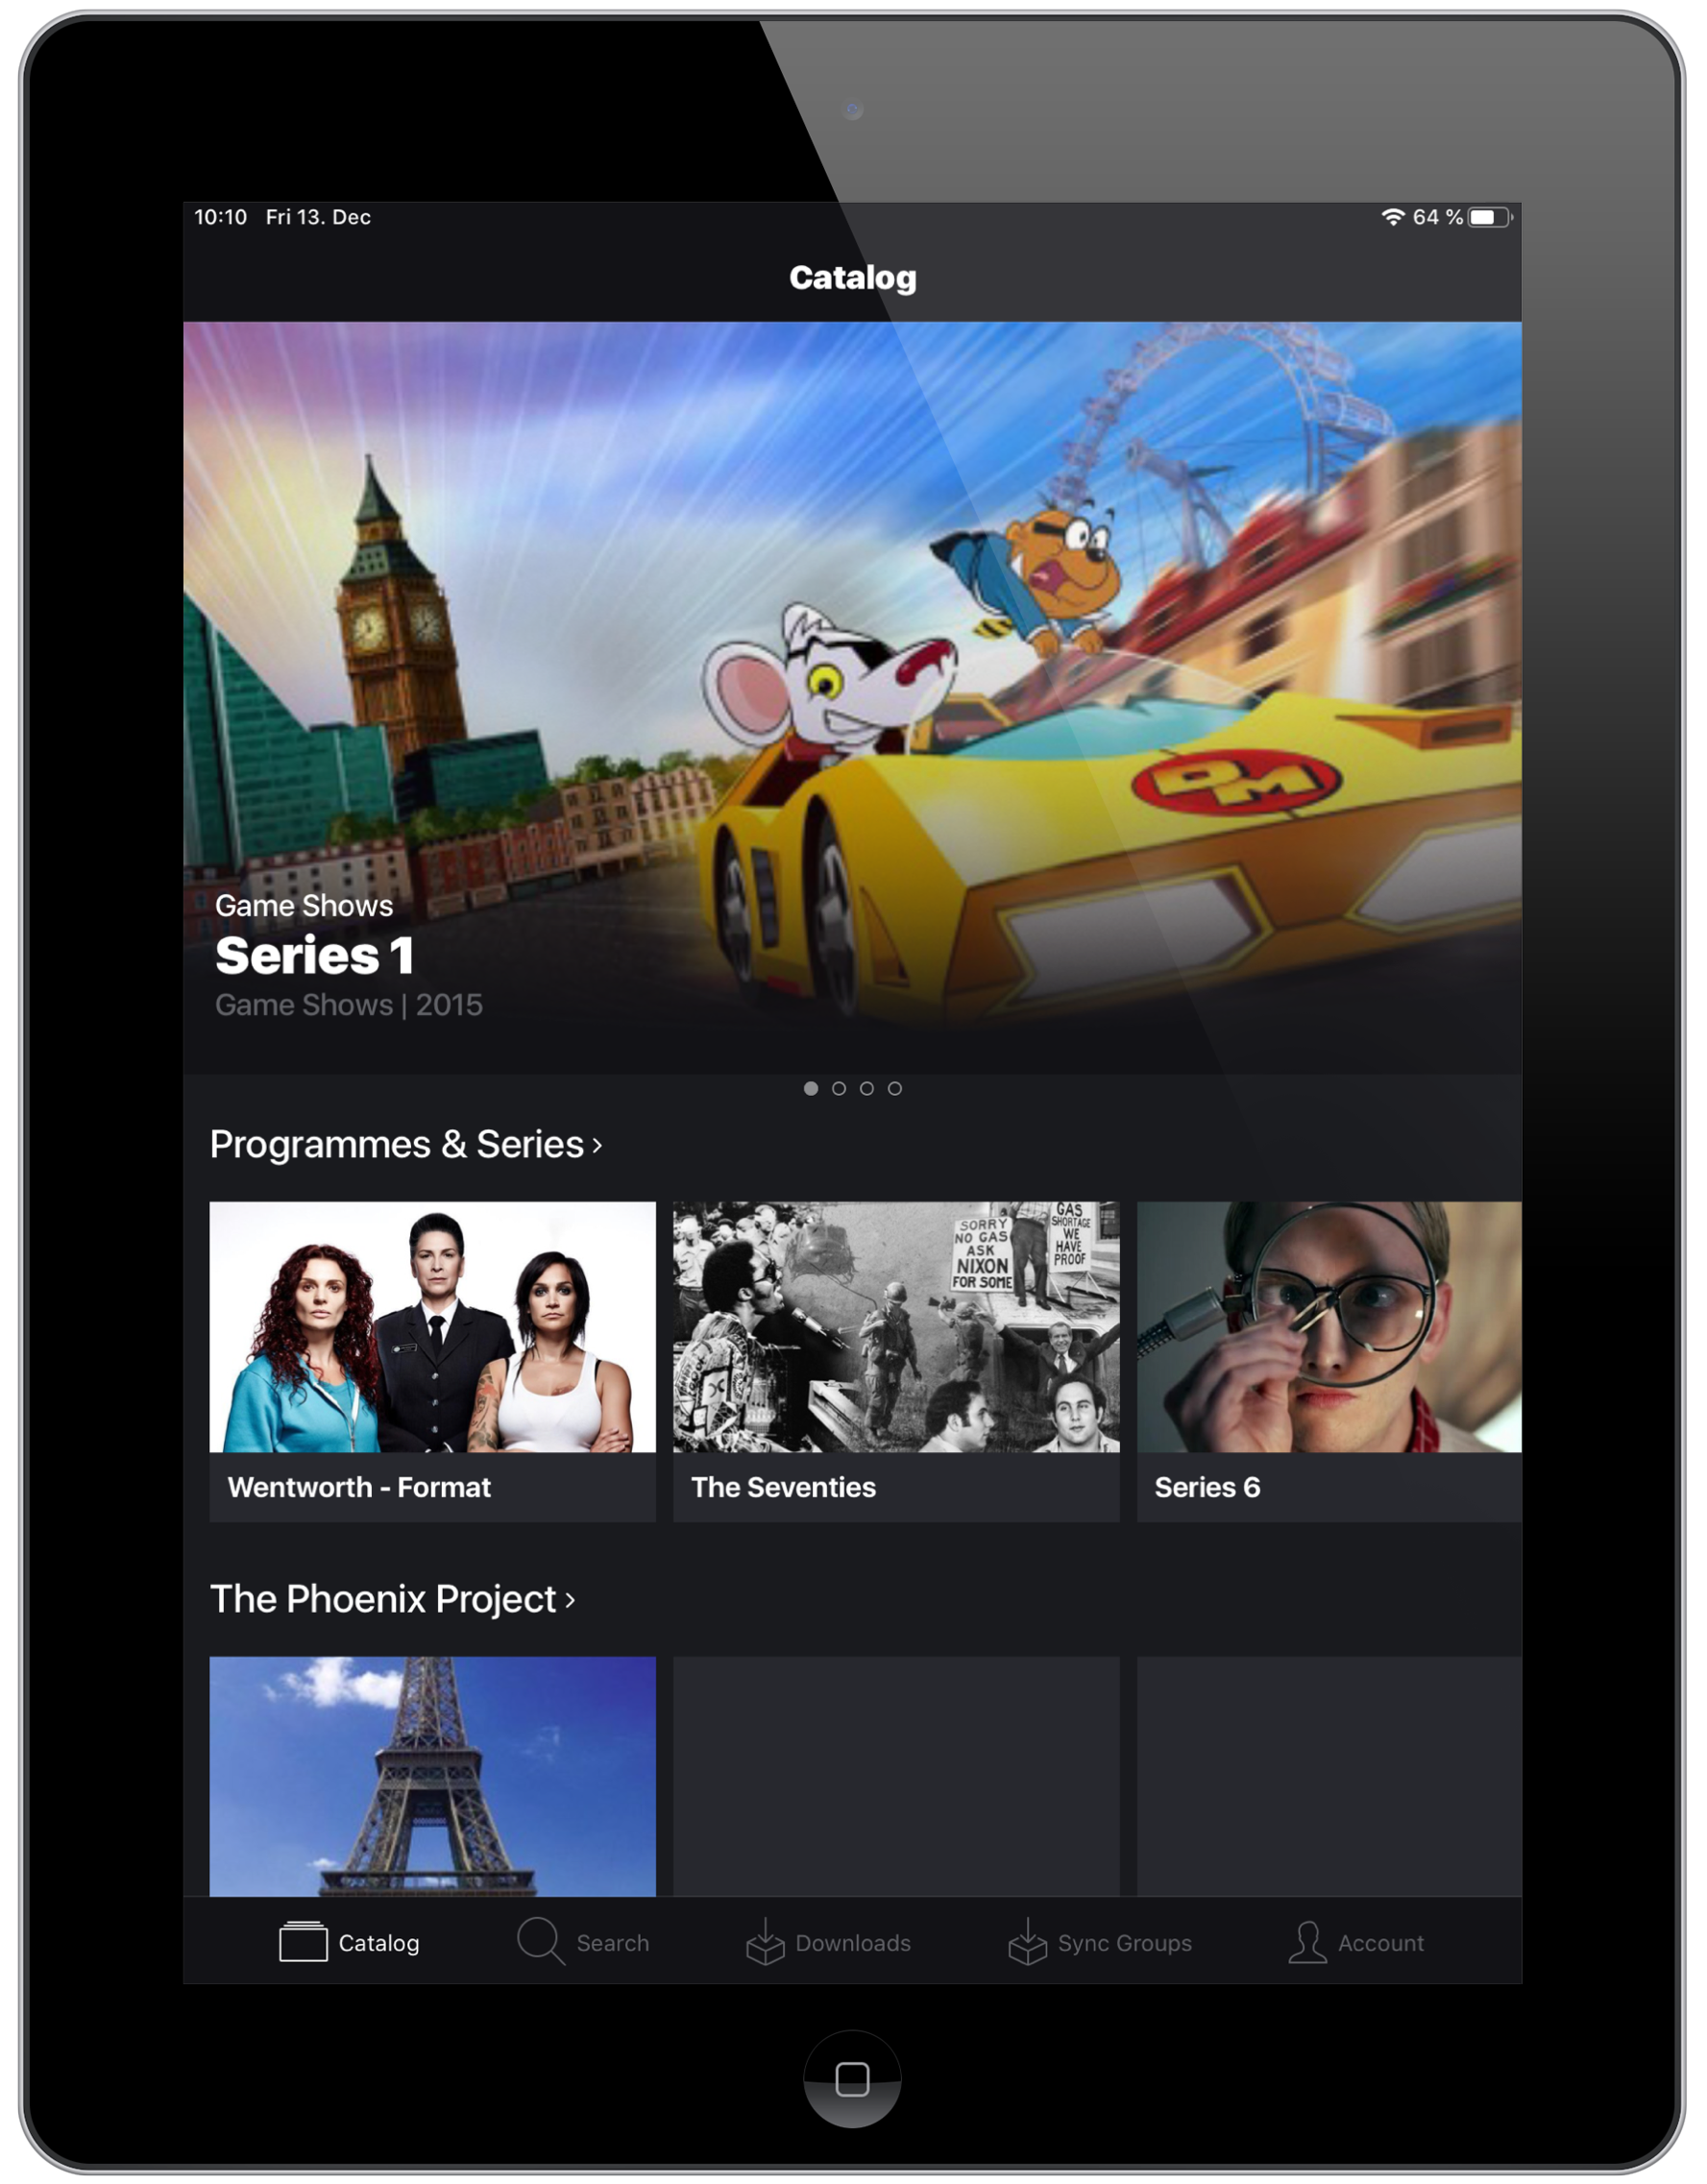 10:10 Fri 13. Dec
64 %
Catalog
DM
Game Shows
Series 1
Game Shows | 2015
Programmes & Series ›
SORRY
NO GAS
ASK
NIXON
FOR SOME
GAS
SHORTAGE
WE
HAVE
PROOF
Wentworth - Format
The Seventies
Series 6
The Phoenix Project ›
Catalog
Search
Downloads
Sync Groups
Account